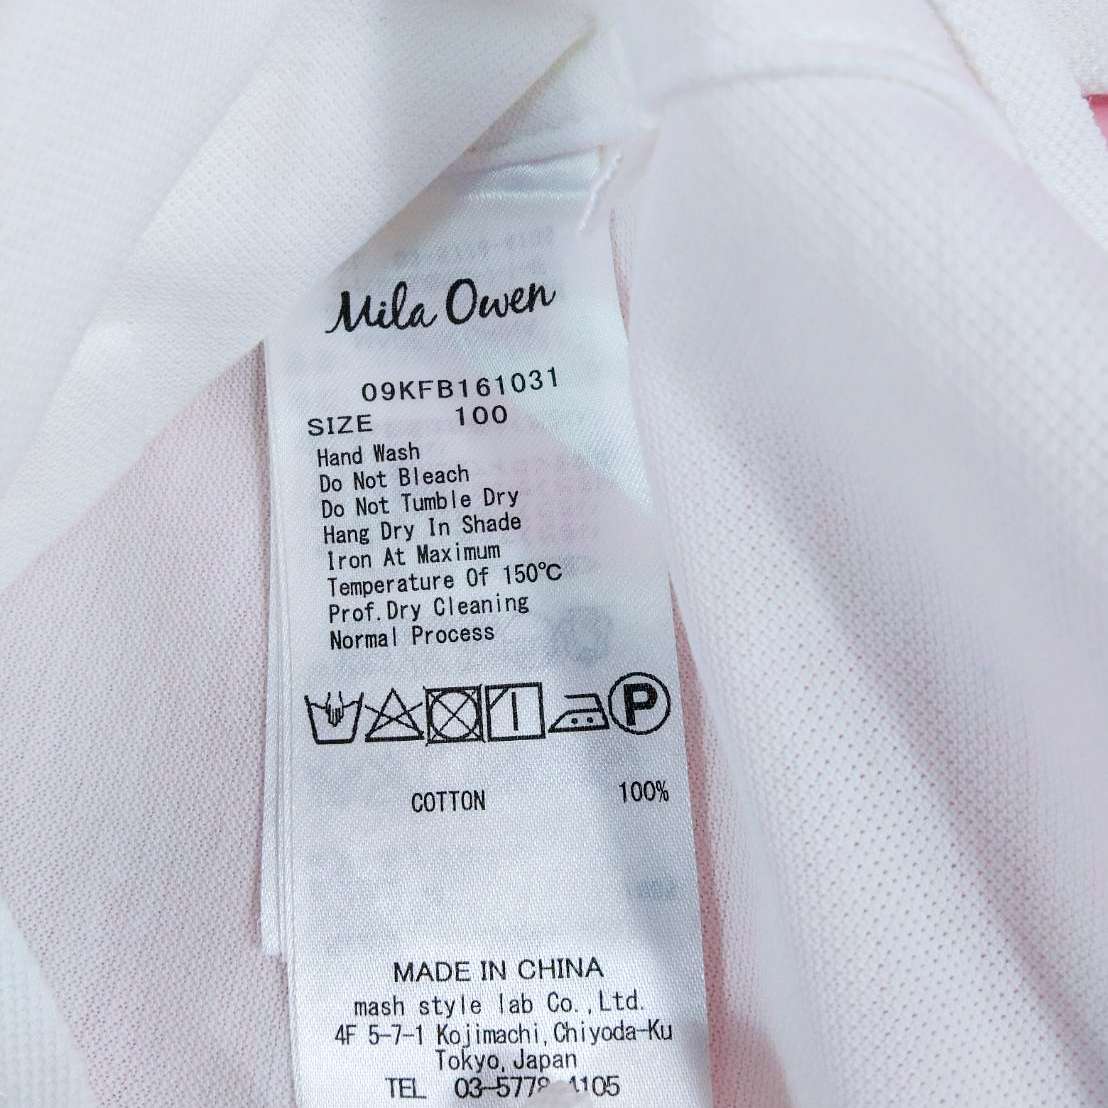 Mila Owen
09KFB161031
SIZE 100
Hand Wash
Do Not Bleach
Do Not Tumble Dry
Hang Dry In Shade
Iron At Maximum
Temperature Of 150℃
Prof.Dry Cleaning
Normal Process
P
COTTON 100%
MADE IN CHINA
mash style lab Co.,Ltd.
4F 5-7-1 Kojimachi,Chiyoda-Ku
Tokyo,Japan
TEL